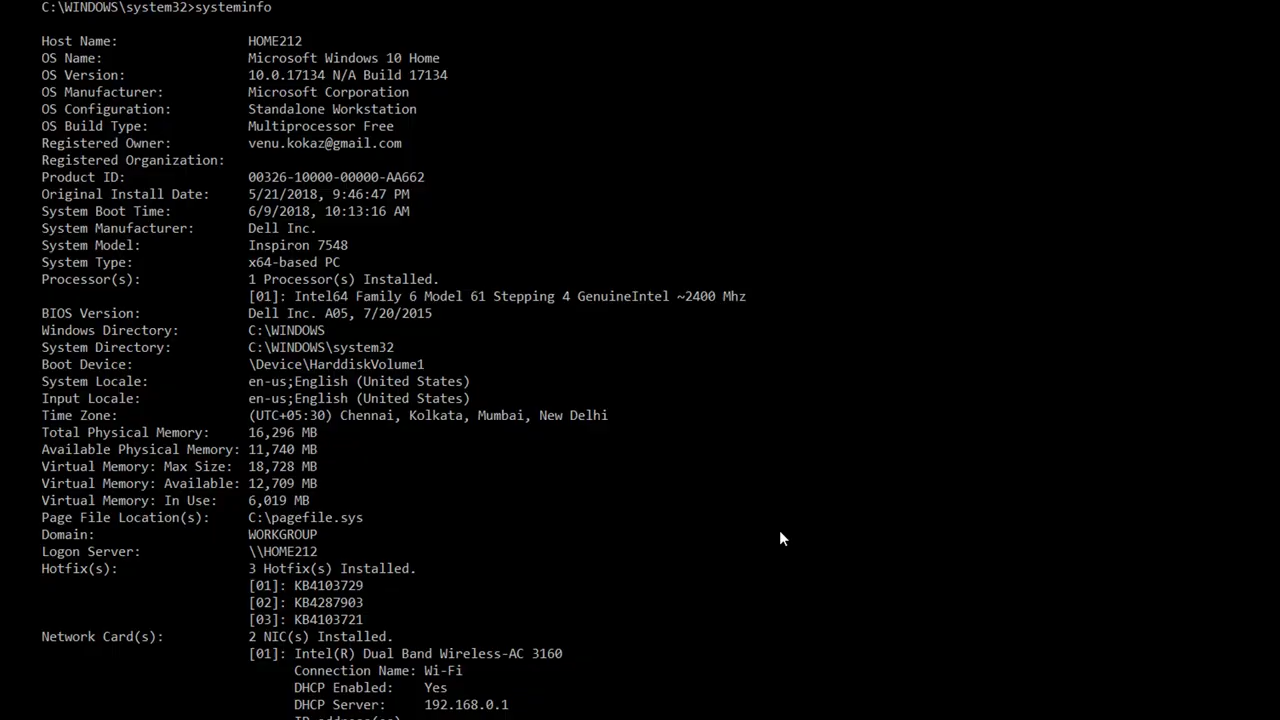 C:\WINDOWS\system32>systeminfo
Host Name: HOME212
OS Name: Microsoft Windows 10 Home
OS Version: 10.0.17134 N/A Build 17134
OS Manufacturer: Microsoft Corporation
OS Configuration: Standalone Workstation
OS Build Type: Multiprocessor Free
Registered Owner: venu.kokaz@gmail.com
Registered Organization:
Product ID: 00326-10000-00000-AA662
Original Install Date: 5/21/2018, 9:46:47 PM
System Boot Time: 6/9/2018, 10:13:16 AM
System Manufacturer: Dell Inc.
System Model: Inspiron 7548
System Type: x64-based PC
Processor(s): 1 Processor(s) Installed.
[01]: Intel64 Family 6 Model 61 Stepping 4 GenuineIntel ~2400 Mhz
BIOS Version: Dell Inc. A05, 7/20/2015
Windows Directory: C:\WINDOWS
System Directory: C:\WINDOWS\system32
Boot Device: \Device\HarddiskVolume1
System Locale: en-us;English (United States)
Input Locale: en-us;English (United States)
Time Zone: (UTC+05:30) Chennai, Kolkata, Mumbai, New Delhi
Total Physical Memory: 16,296 MB
Available Physical Memory: 11,740 MB
Virtual Memory: Max Size: 18,728 MB
Virtual Memory: Available: 12,709 MB
Virtual Memory: In Use: 6,019 MB
Page File Location(s): C:\pagefile.sys
Domain: WORKGROUP
Logon Server: \\HOME212
Hotfix(s): 3 Hotfix(s) Installed.
[01]: KB4103729
[02]: KB4287903
[03]: KB4103721
Network Card(s): 2 NIC(s) Installed.
[01]: Intel(R) Dual Band Wireless-AC 3160
Connection Name: Wi-Fi
DHCP Enabled: Yes
DHCP Server: 192.168.0.1